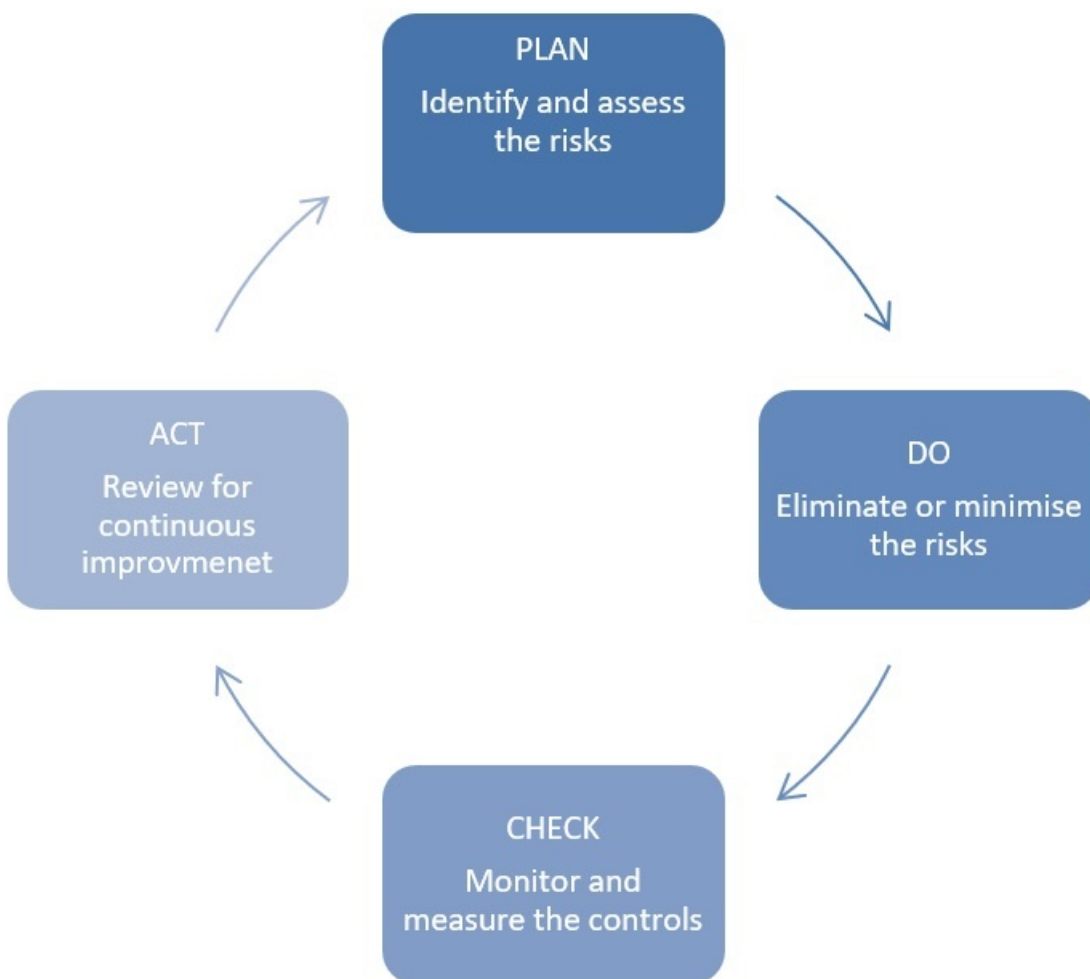 PLAN
Identify and assess
the risks
DO
Eliminate or minimise
the risks
CHECK
Monitor and
measure the controls
ACT
Review for
continuous
improvmenet